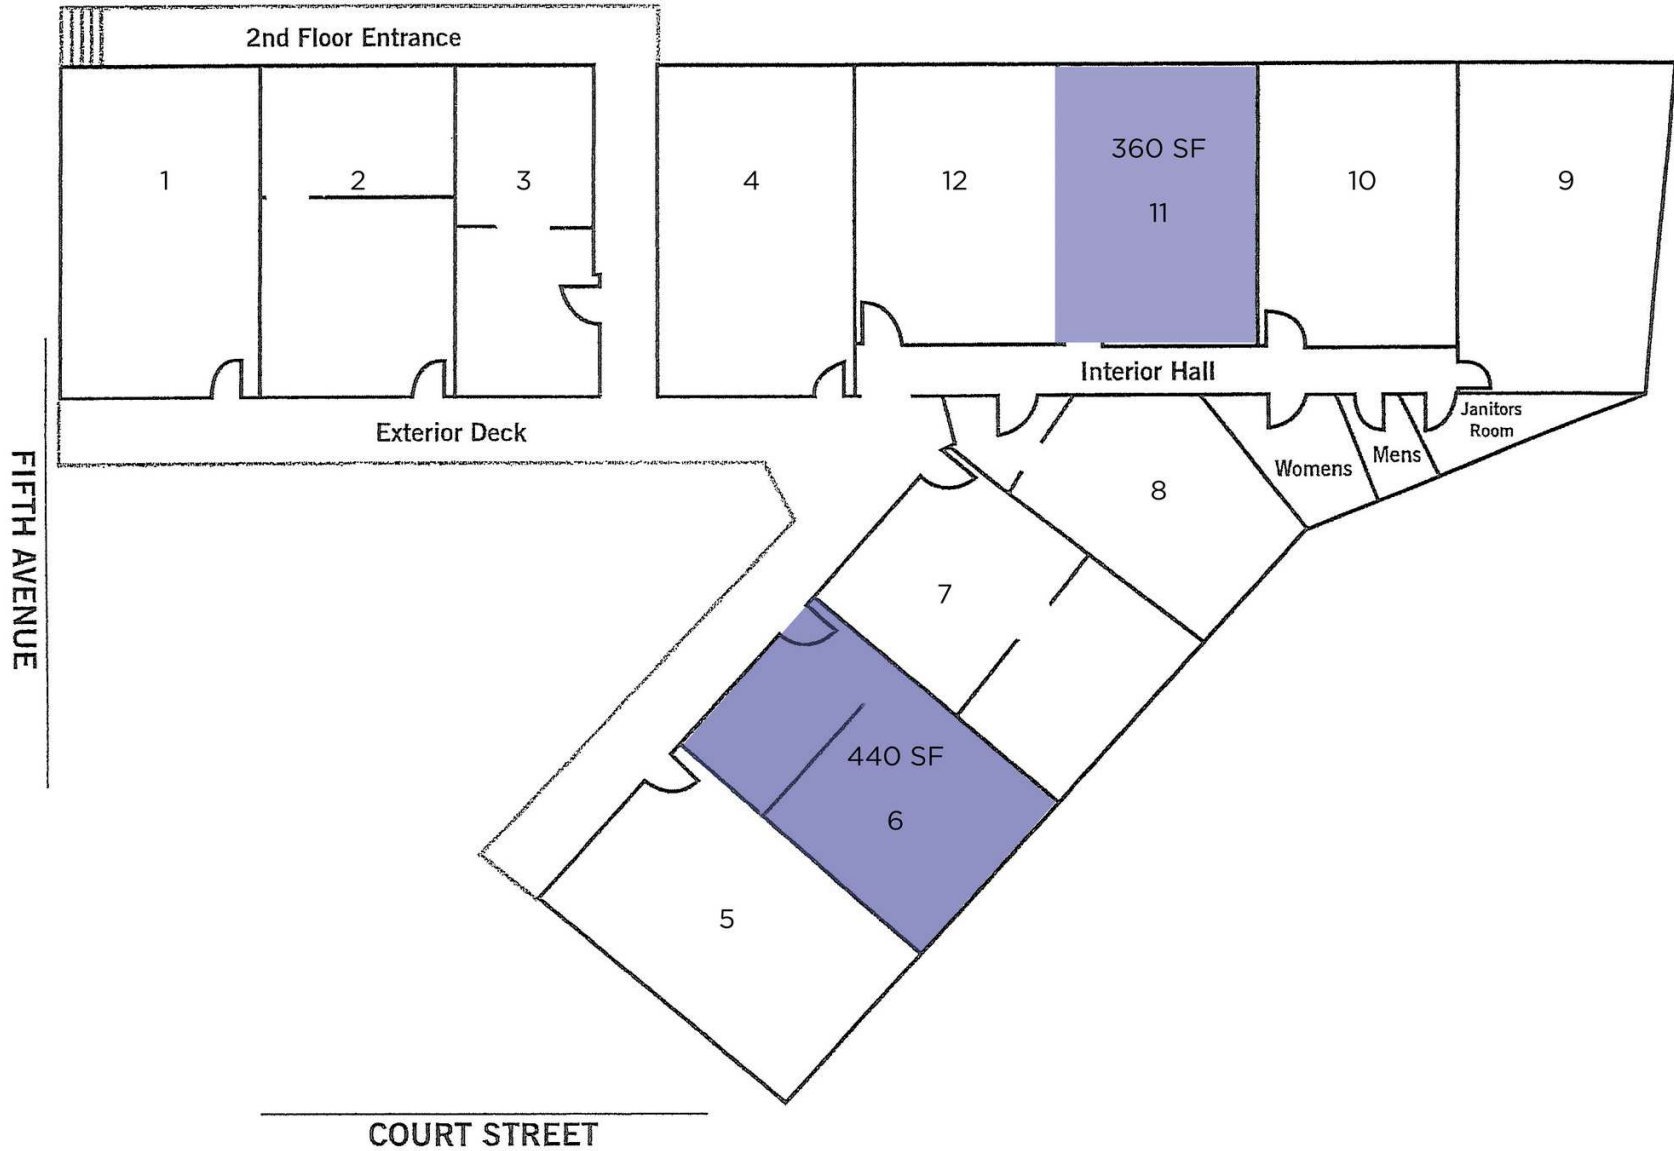 2nd Floor Entrance
1
2
3
4
12
360 SF
11
10
9
Interior Hall
Exterior Deck
Janitors
Room
Womens
Mens
8
7
440 SF
6
5
FIFTH AVENUE
COURT STREET